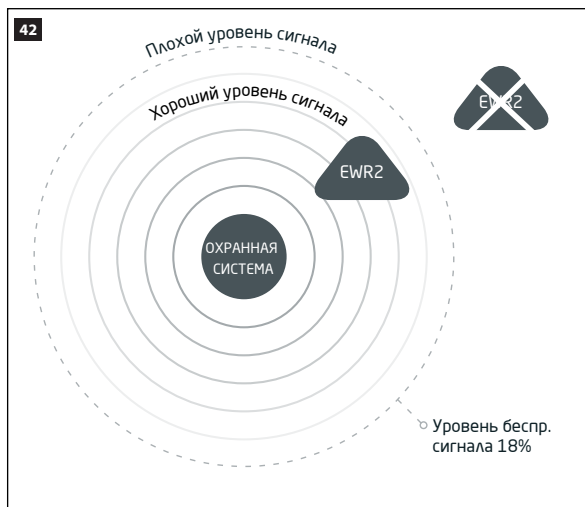 42
Плохой уровень сигнала
Хороший уровень сигнала
EWR2
EWR2
ОХРАННАЯ
СИСТЕМА
Уровень беспр.
сигнала 18%